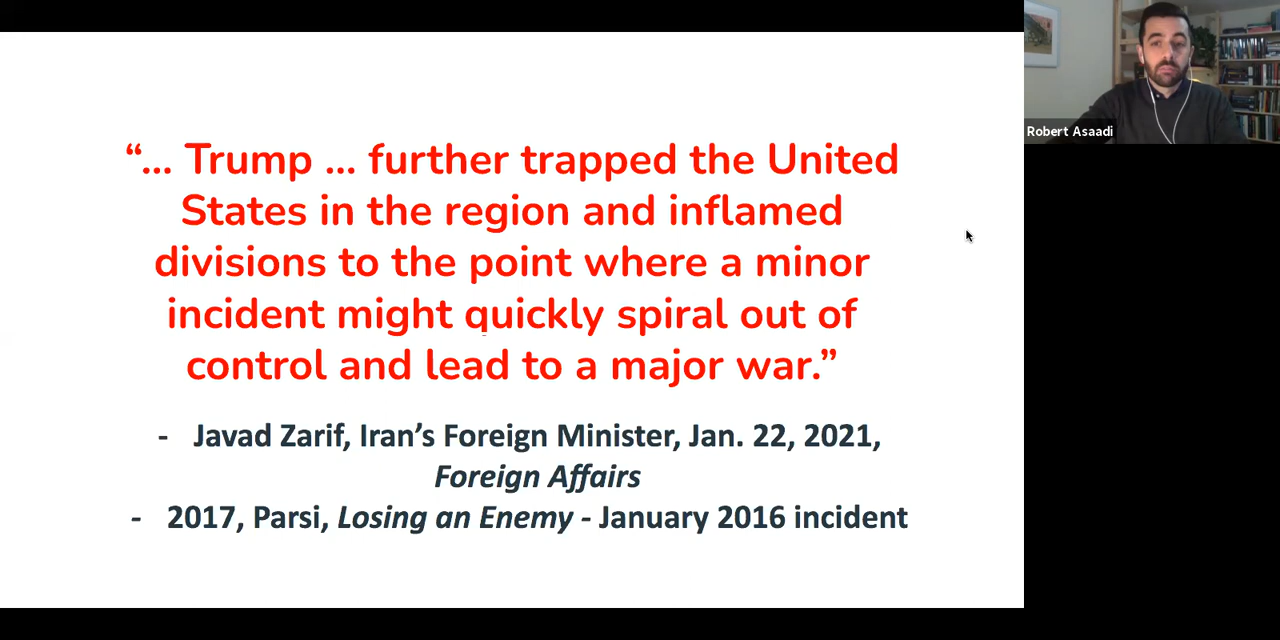 “... Trump ... further trapped the United
States in the region and inflamed
divisions to the point where a minor
incident might quickly spiral out of
control and lead to a major war.”
- Javad Zarif, Iran’s Foreign Minister, Jan. 22, 2021,
Foreign Affairs
- 2017, Parsi, Losing an Enemy - January 2016 incident
Robert Asaadi